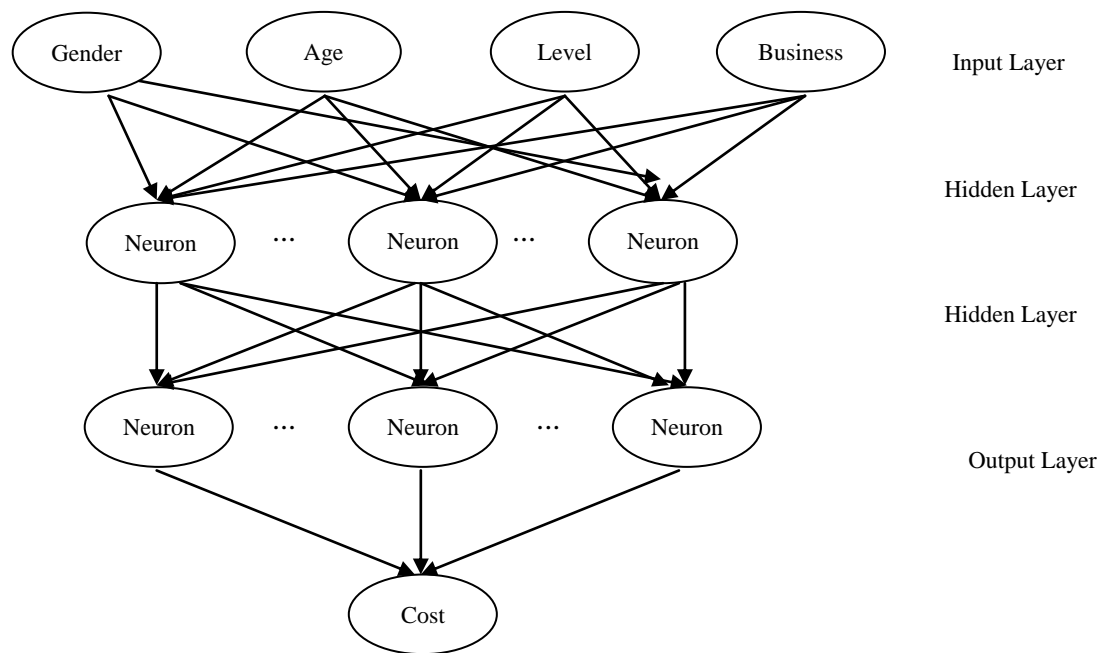 Gender Age Level Business
Input Layer
Hidden Layer
Neuron ... Neuron ... Neuron
Hidden Layer
Neuron ... Neuron ... Neuron
Output Layer
Cost